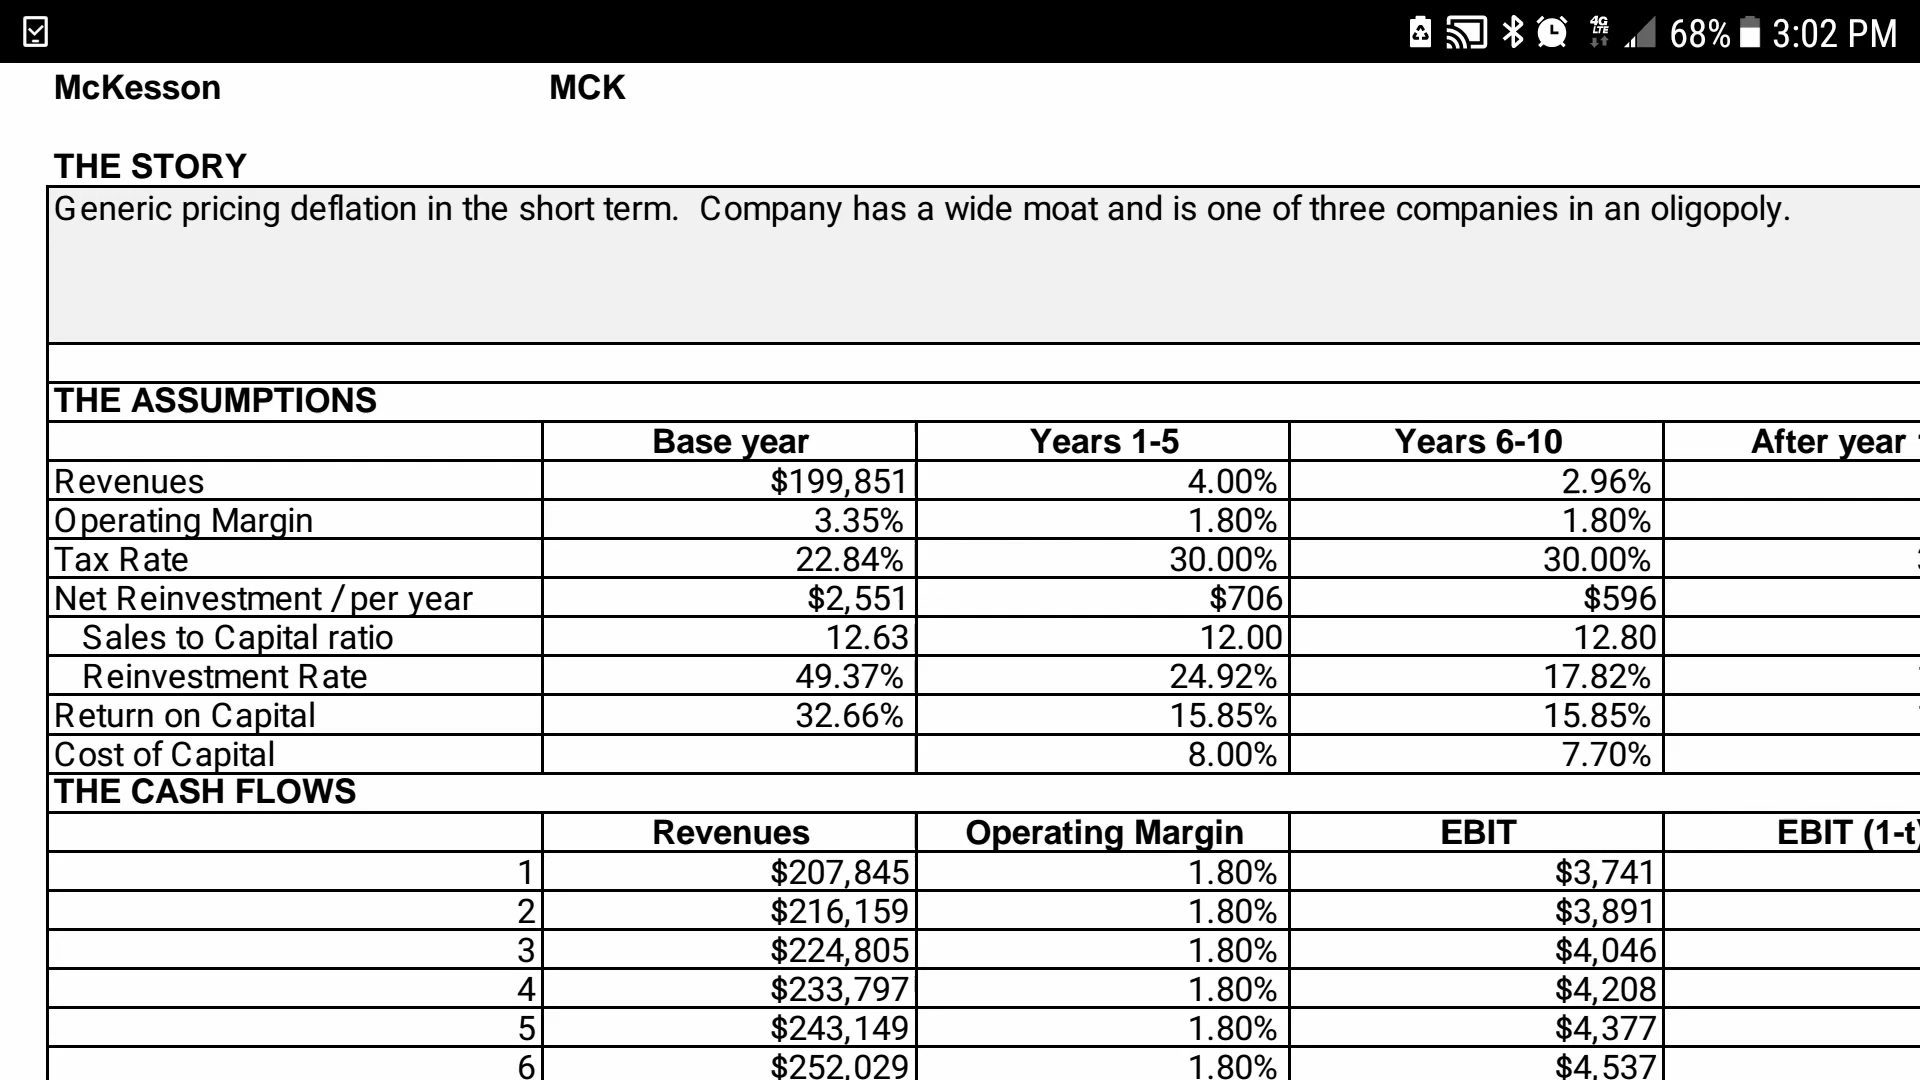 4G LTE 68% 3:02 PM
McKesson MCK
THE STORY
Generic pricing deflation in the short term. Company has a wide moat and is one of three companies in an oligopoly.
THE ASSUMPTIONS
Base year Years 1-5 Years 6-10 After year
Revenues $199,851 4.00% 2.96%
Operating Margin 3.35% 1.80% 1.80%
Tax Rate 22.84% 30.00% 30.00%
Net Reinvestment / per year $2,551 $706 $596
Sales to Capital ratio 12.63 12.00 12.80
Reinvestment Rate 49.37% 24.92% 17.82%
Return on Capital 32.66% 15.85% 15.85%
Cost of Capital 8.00% 7.70%
THE CASH FLOWS
Revenues Operating Margin EBIT EBIT (1-t)
1 $207,845 1.80% $3,741
2 $216,159 1.80% $3,891
3 $224,805 1.80% $4,046
4 $233,797 1.80% $4,208
5 $243,149 1.80% $4,377
6 $252,029 1.80% $4,537